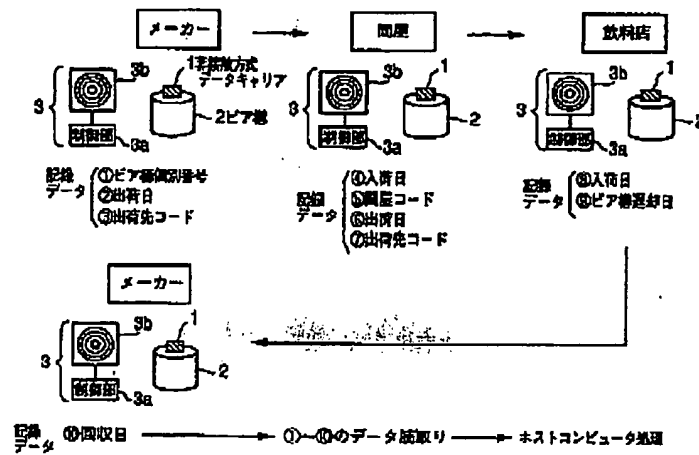 メーカー
問屋
飲料店
3b
1非接触方式
データキャリア
3
2ビア樽
制御部
3a
3b
1
3
2
制御部
3a
3b
1
3
制御部
3a
記録
データ
①ビア樽個別番号
②出荷日
③出荷先コード
記録
データ
④入荷日
⑤問屋コード
⑥出荷日
⑦出荷先コード
記録
データ
⑧入荷日
⑨ビア樽返却日
メーカー
3b
1
3
2
制御部
3a
記録
データ
⑩回収日
①~⑩のデータ読取り
ホストコンピュータ処理